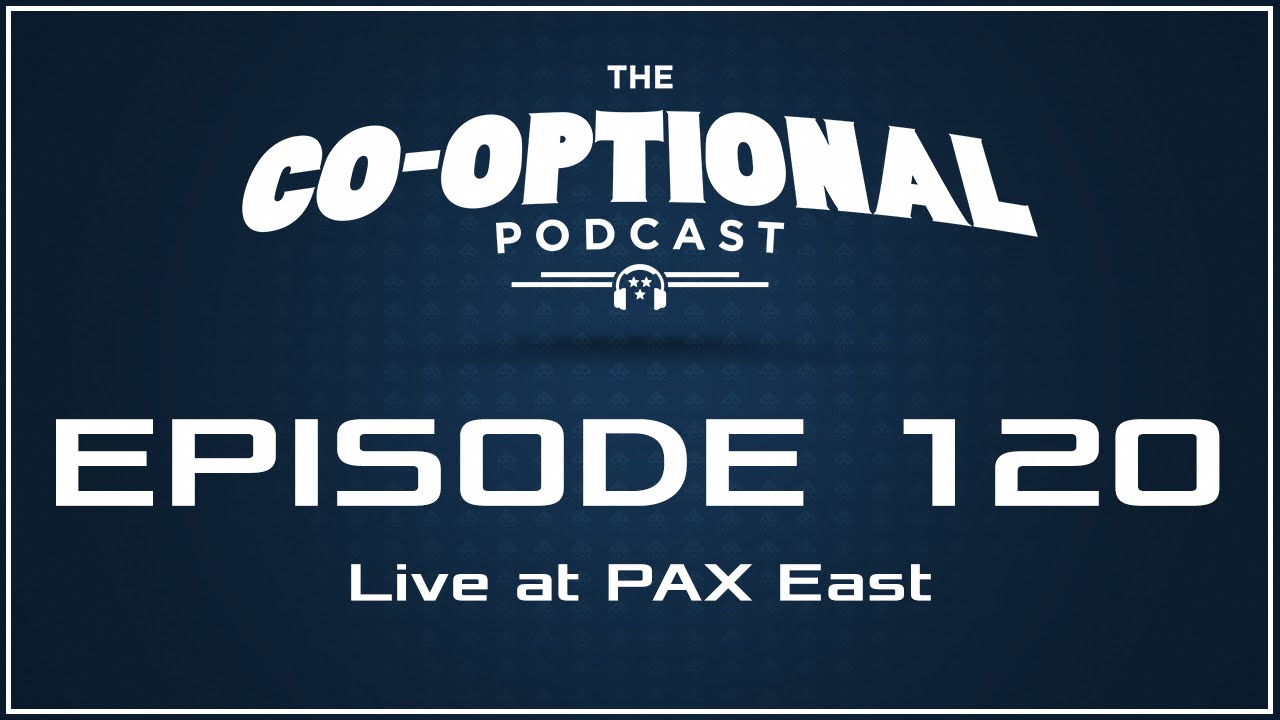 THE
CO-OPTIONAL
PODCAST
EPISODE 120
Live at PAX East